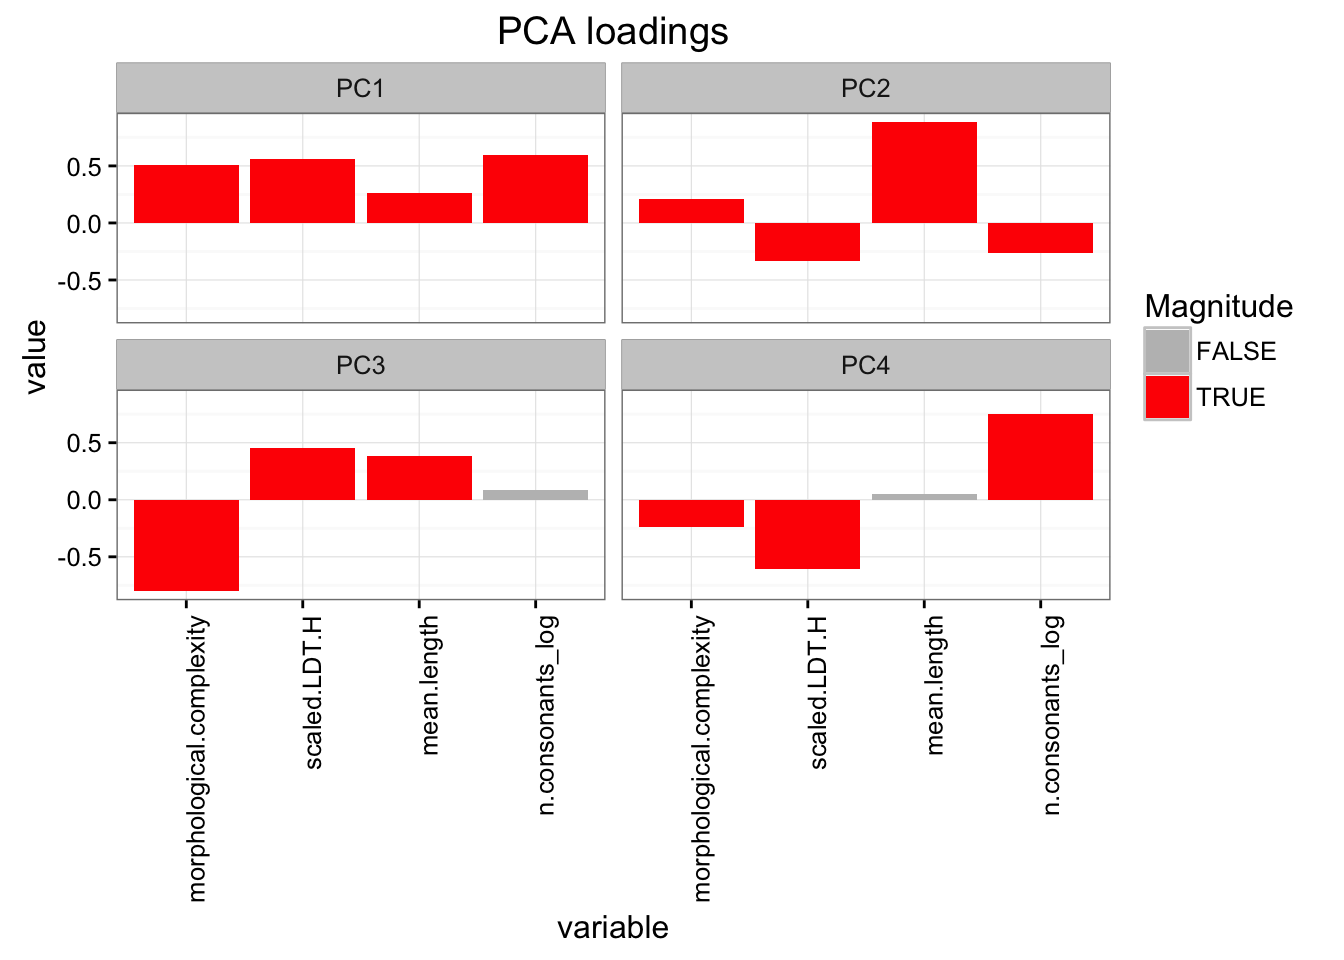 PCA loadings
PC1
PC2
0.5
0.0
-0.5
PC3
PC4
0.5
0.0
-0.5
value
morphological.complexity
scaled.LDT.H
mean.length
n.consonants_log
morphological.complexity
scaled.LDT.H
mean.length
n.consonants_log
variable
Magnitude
FALSE
TRUE